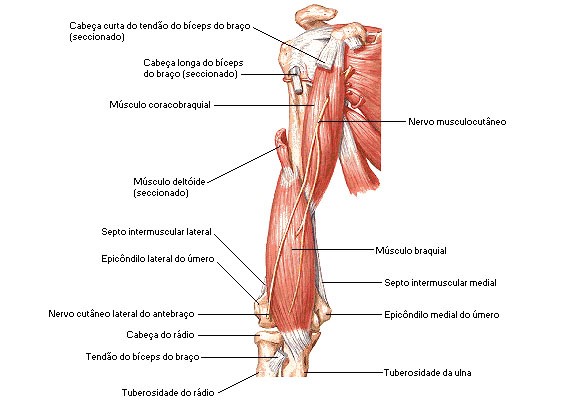 Cabeça curta do tendão do bíceps do braço
(seccionado)
Cabeça longa do bíceps
do braço (seccionado)
Músculo coracobraquial
Nervo musculocutâneo
Músculo deltóide
(seccionado)
Septo intermuscular lateral
Músculo braquial
Epicôndilo lateral do úmero
Septo intermuscular medial
Nervo cutâneo lateral do antebraço
Epicôndilo medial do úmero
Cabeça do rádio
Tendão do bíceps do braço
Tuberosidade da ulna
Tuberosidade do rádio